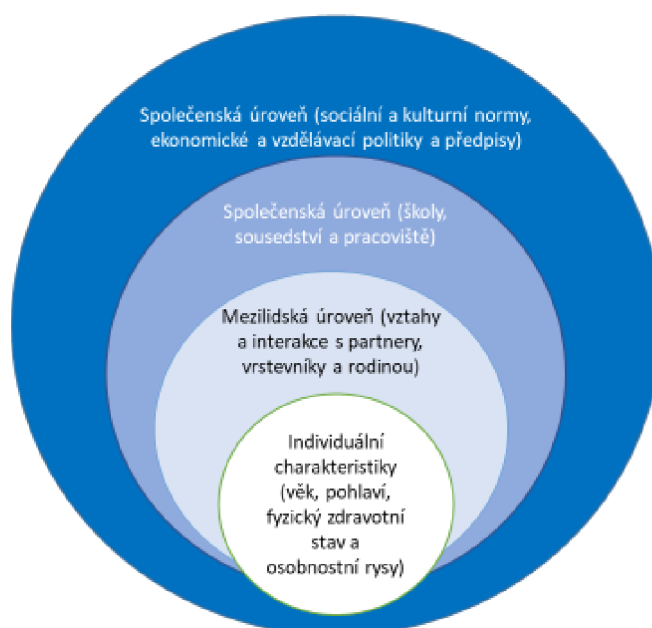 Společenská úroveň (sociální a kulturní normy,
ekonomické a vzdělávací politiky a předpisy)
Společenská úroveň (školy,
sousedství a pracoviště)
Mezilidská úroveň (vztahy
a interakce s partnery,
vrstevníky a rodinou)
Individuální
charakteristiky
(věk, pohlaví,
fyzický zdravotní
stav a
osobnostní rysy)